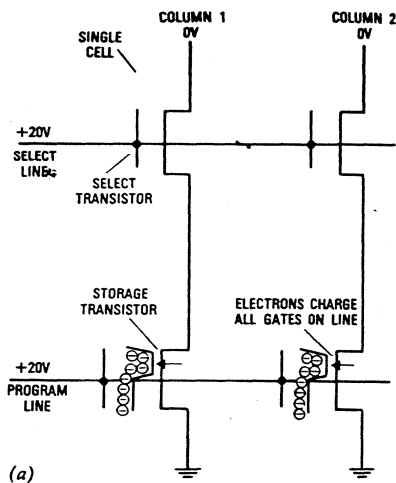 COLUMN 1
0V
COLUMN 2
0V
SINGLE
CELL
+20V
SELECT
LINE
SELECT
TRANSISTOR
STORAGE
TRANSISTOR
ELECTRONS CHARGE
ALL GATES ON LINE
+20V
PROGRAM
LINE
(a)